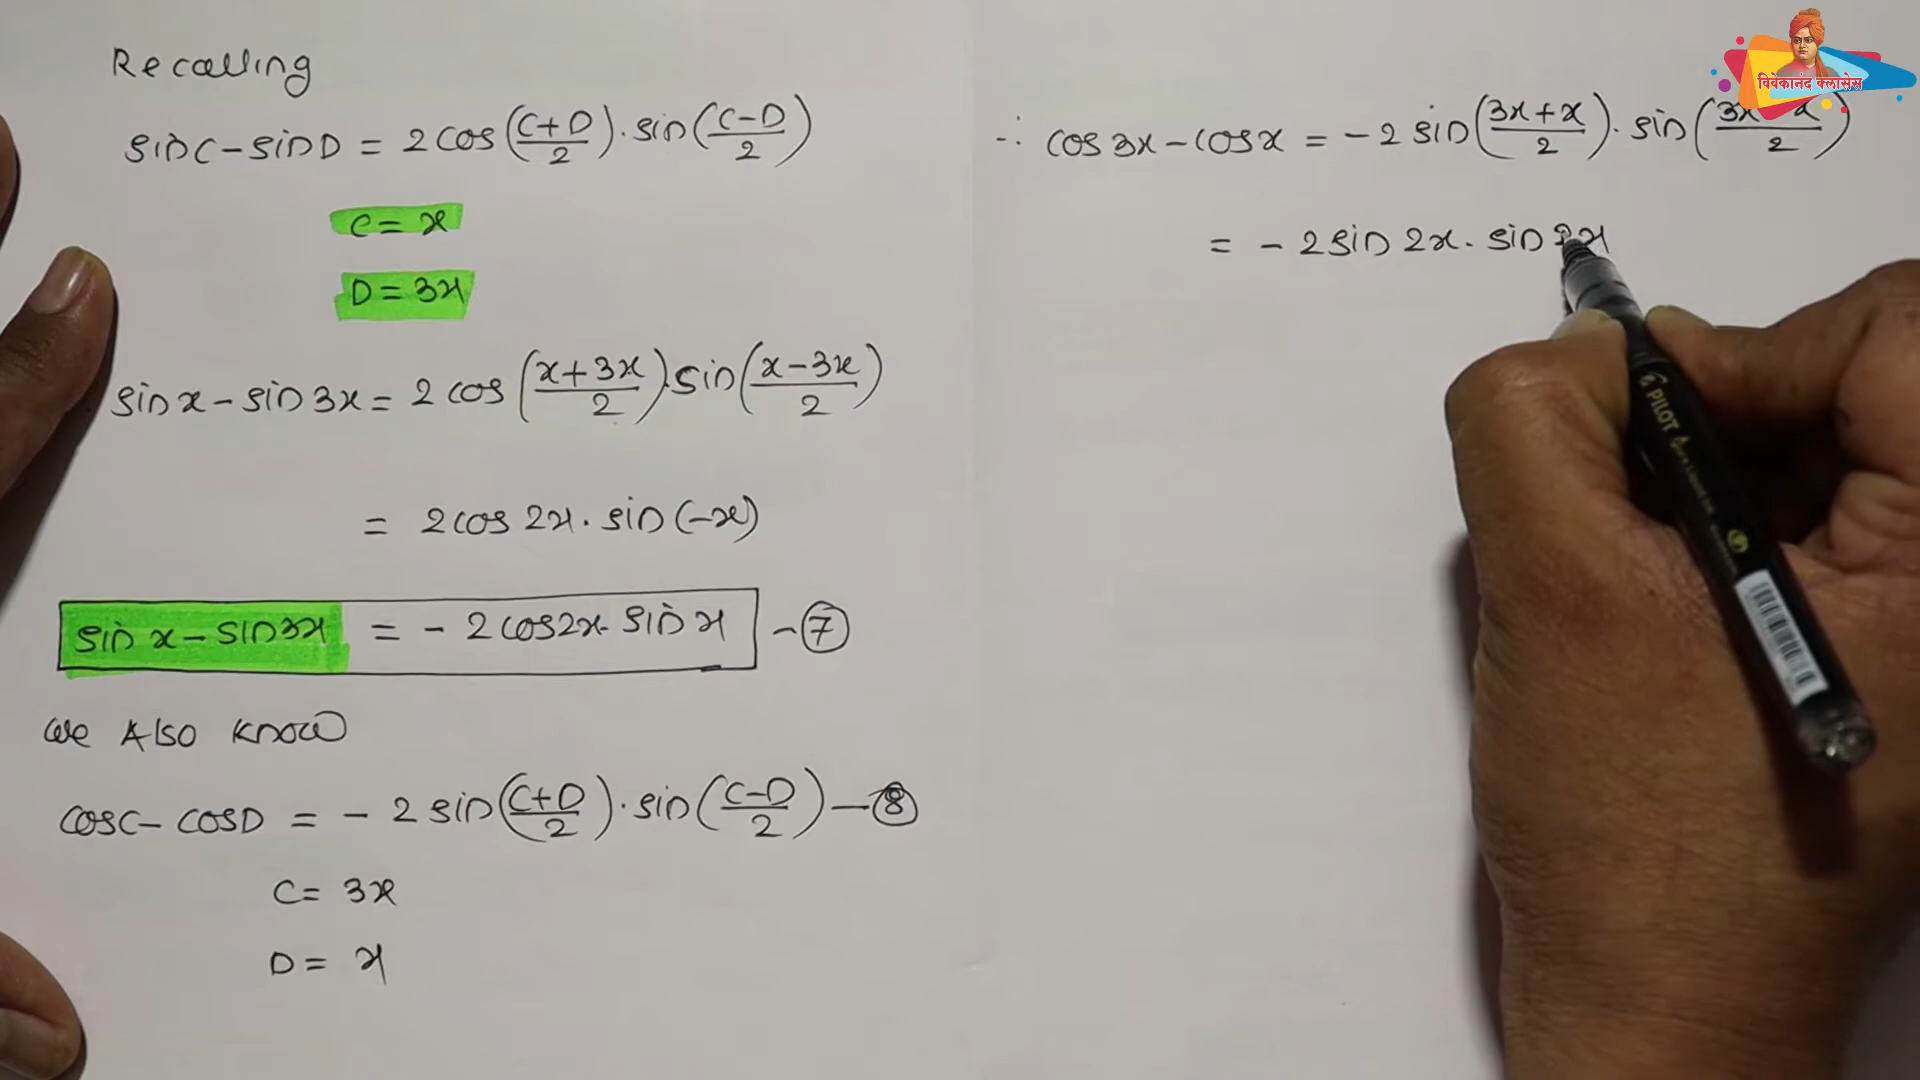 Recalling
sinC - sinD = 2cos((C+D)/2)·sin((C-D)/2)
C = x
D = 3x
sinx - sin3x = 2cos((x+3x)/2)·sin((x-3x)/2)
= 2cos2x·sin(-x)
sinx - sin3x = -2cos2x·sinx -⑦
We Also know
cosC - cosD = -2sin((C+D)/2)·sin((C-D)/2) -⑧
C = 3x
D = x
विवेकानंद क्लासेस
∴ cos3x - cosx = -2sin((3x+x)/2)·sin((3x-x)/2)
= -2sin2x·sin
PILOT